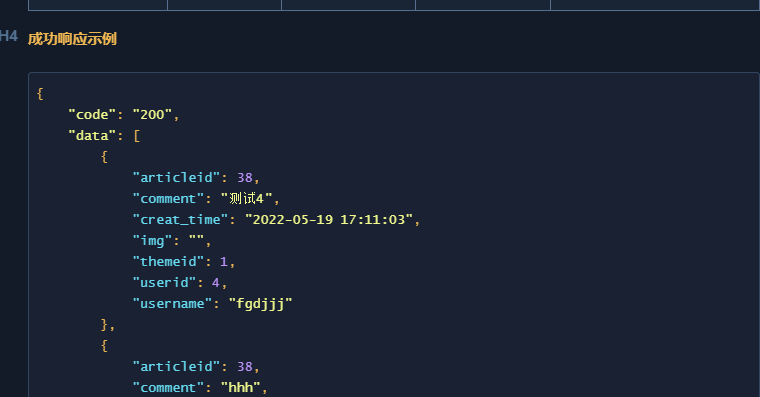 H4 成功响应示例
{
"code": "200",
"data": [
{
"articleid": 38,
"comment": "测试4",
"creat_time": "2022-05-19 17:11:03",
"img": "",
"themeid": 1,
"userid": 4,
"username": "fgdjjj"
},
{
"articleid": 38,
"comment": "hhh",